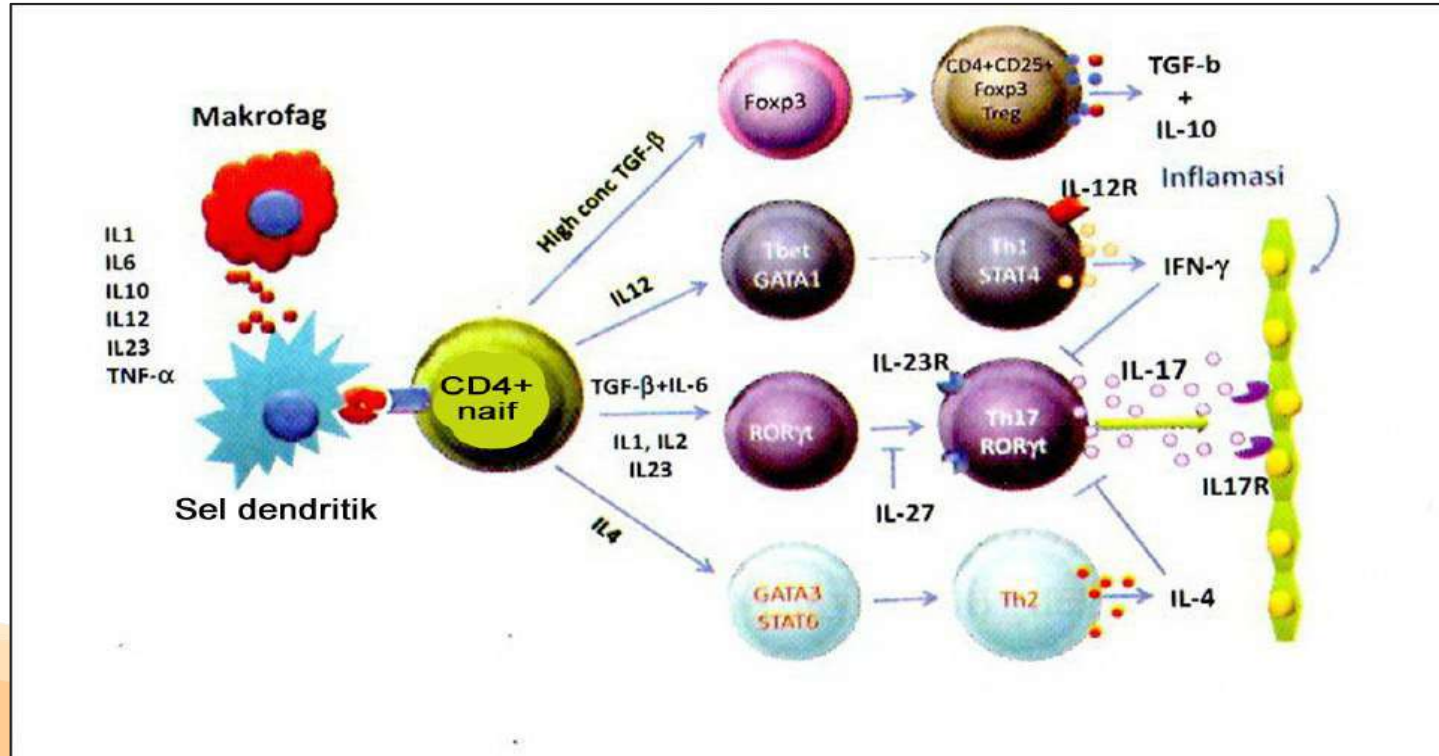 Makrofag
IL1
IL6
IL10
IL12
IL23
TNF-α
Sel dendritik
CD4+
naif
High conc TGF-β
IL12
TGF-β+IL-6
IL1, IL2
IL23
IL4
Foxp3
CD4+CD25+
Foxp3
Treg
TGF-b
+
IL-10
Inflamasi
Tbet
GATA1
IL-12R
Th1
STAT4
IFN-γ
RORγt
IL-23R
Th17
RORγt
IL-17
IL17R
IL-27
GATA3
STAT6
Th2
IL-4